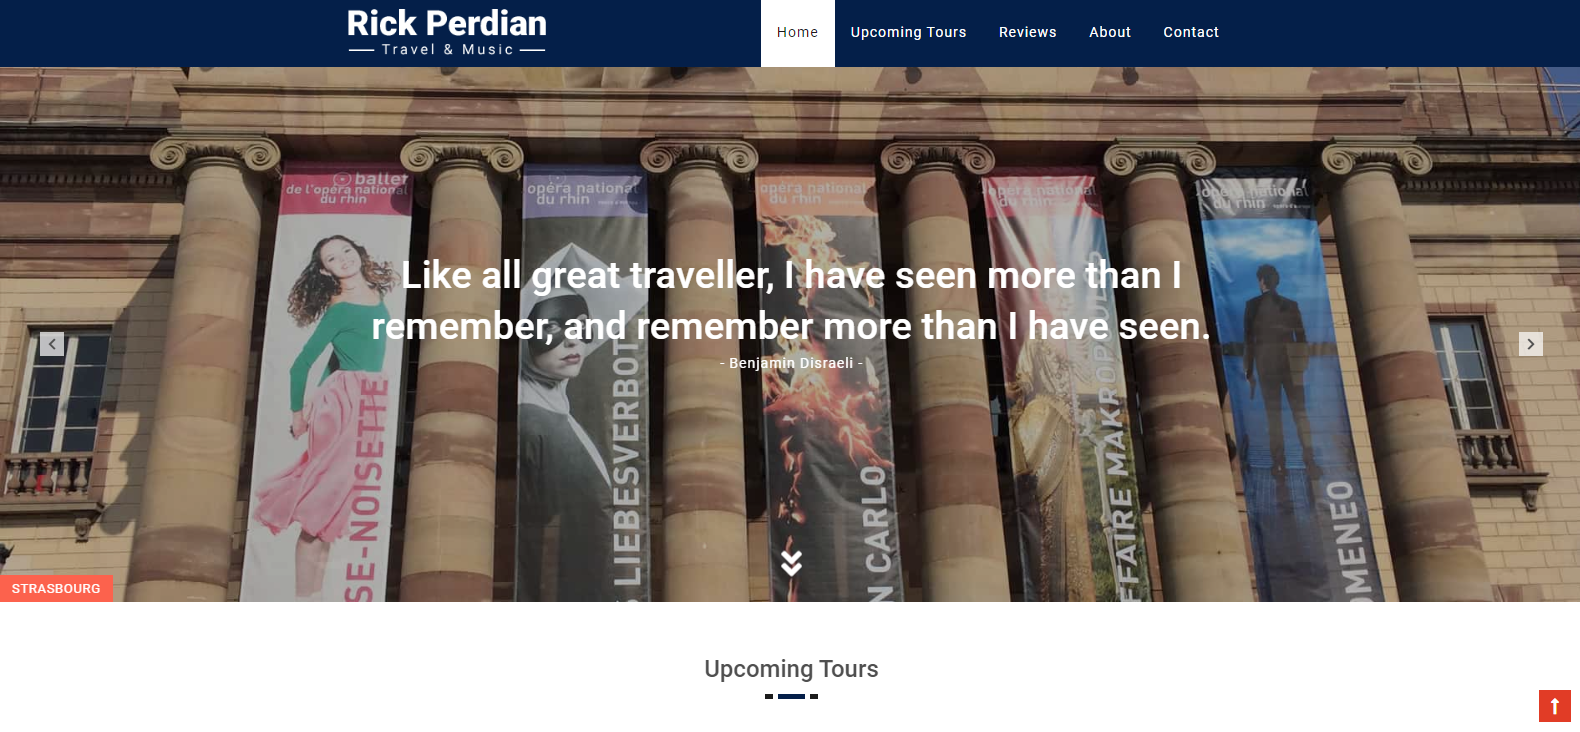 Rick Perdian
Travel & Music
Home
Upcoming Tours
Reviews
About
Contact
ballet
de l'opéra national
du rhin
opéra national
du rhin
opéra national
du rhin
opéra national
du rhin
opéra national
du rhin
Like all great traveller, I have seen more than I
remember, and remember more than I have seen.
- Benjamin Disraeli -
SE-NOISETTE
LIEBESVERBOT
N CARLO
FFAIRE MAKROPOULOS
OMENEO
STRASBOURG
Upcoming Tours